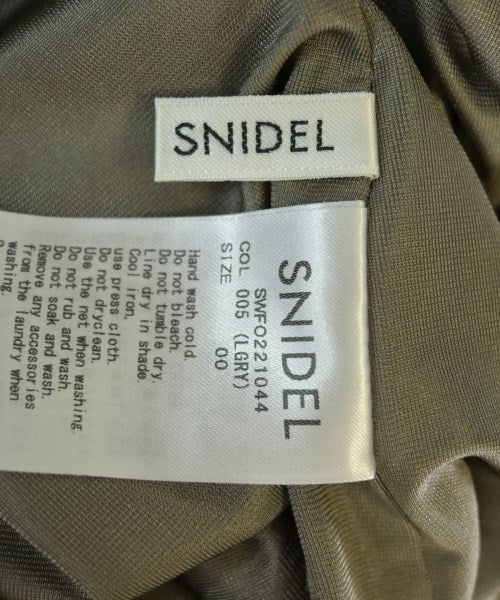 SNIDEL
SNIDEL
SWFO221044
COL 005 (LGRY)
SIZE 00
Hand wash cold.
Do not bleach.
Do not tumble dry
Line dry in shade
Cool iron.
use press cloth.
Do not dryclean.
Use the net when washing.
Do not rub and wash.
Do not soak and wash.
Remove any accessories
from the laundry when
washing.